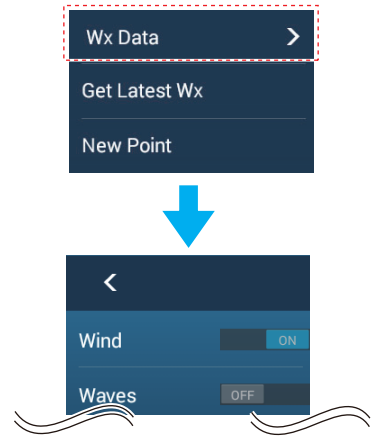 Wx Data
Get Latest Wx
New Point
Wind ON
Waves OFF